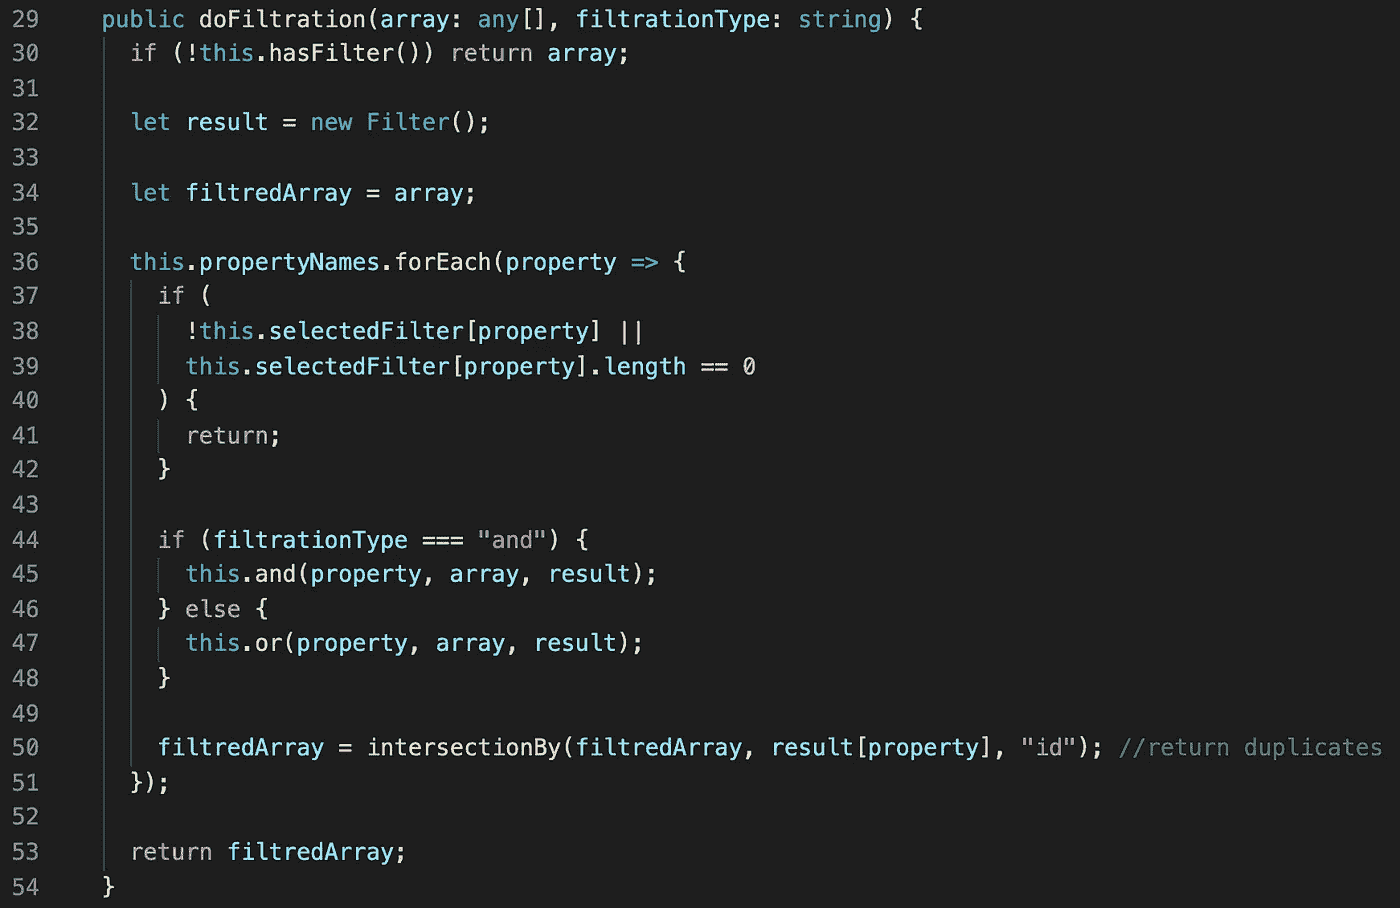 29 public doFiltration(array: any[], filtrationType: string) {
30 if (!this.hasFilter()) return array;
31
32 let result = new Filter();
33
34 let filtredArray = array;
35
36 this.propertyNames.forEach(property => {
37 if (
38 !this.selectedFilter[property] ||
39 this.selectedFilter[property].length == 0
40 ) {
41 return;
42 }
43
44 if (filtrationType === "and") {
45 this.and(property, array, result);
46 } else {
47 this.or(property, array, result);
48 }
49
50 filtredArray = intersectionBy(filtredArray, result[property], "id"); //return duplicates
51 });
52
53 return filtredArray;
54 }